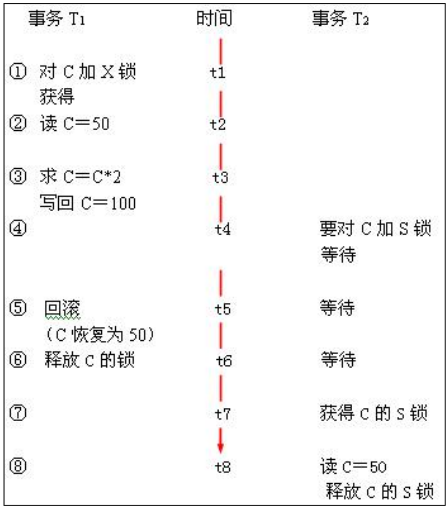 事务 T1 时间 事务 T2
① 对 C 加 X 锁 t1
获得
② 读 C＝50 t2
③ 求 C＝C*2 t3
写回 C＝100
④ t4 要对 C 加 S 锁
等待
⑤ 回滚 t5 等待
（C 恢复为 50）
⑥ 释放 C 的锁 t6 等待
⑦ t7 获得 C 的 S 锁
⑧ t8 读 C＝50
释放 C 的 S 锁